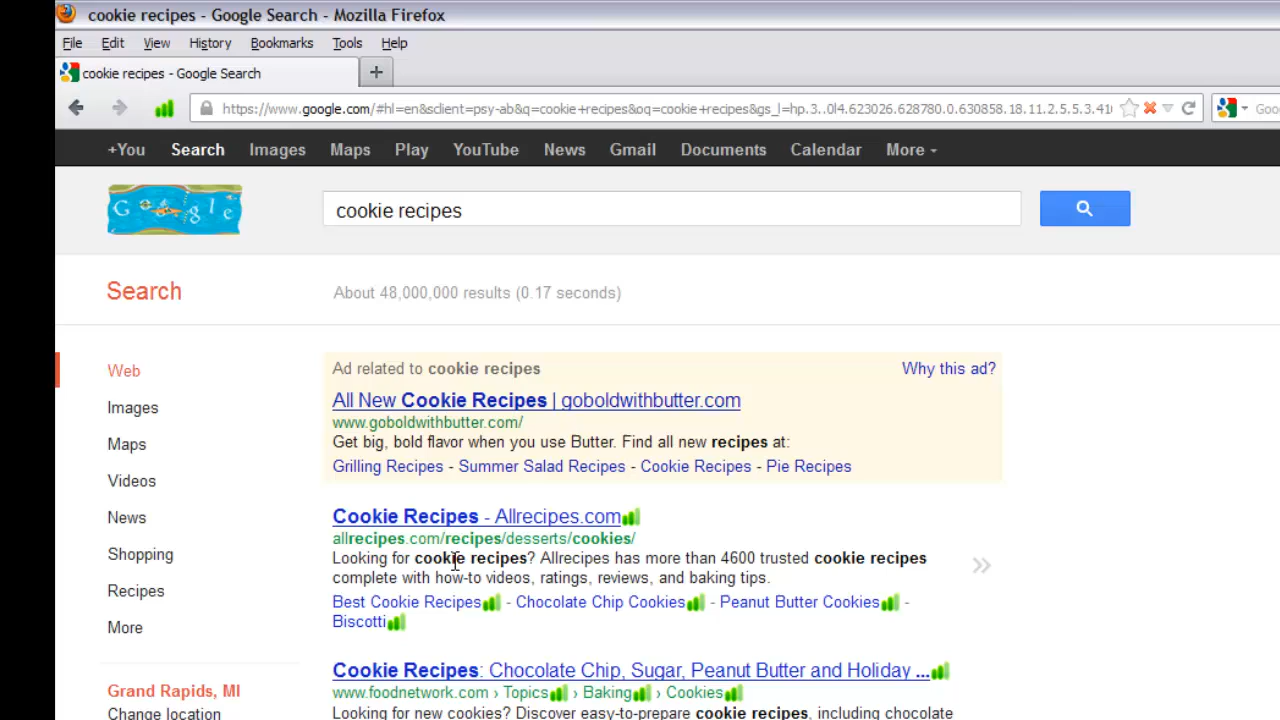 cookie recipes - Google Search - Mozilla Firefox
File Edit View History Bookmarks Tools Help
cookie recipes - Google Search
https://www.google.com/#hl=en&sclient=psy-ab&q=cookie+recipes&oq=cookie+recipes&gs_l=hp.3..0l4.623026.628780.0.630858.18.11.2.5.5.3.41
+You Search Images Maps Play YouTube News Gmail Documents Calendar More
Google
cookie recipes
Search
About 48,000,000 results (0.17 seconds)
Web
Images
Maps
Videos
News
Shopping
Recipes
More
Grand Rapids, MI
Change location
Ad related to cookie recipes Why this ad?
All New Cookie Recipes | goboldwithbutter.com
www.goboldwithbutter.com/
Get big, bold flavor when you use Butter. Find all new recipes at:
Grilling Recipes - Summer Salad Recipes - Cookie Recipes - Pie Recipes
Cookie Recipes - Allrecipes.com
allrecipes.com/recipes/desserts/cookies/
Looking for cookie recipes? Allrecipes has more than 4600 trusted cookie recipes
complete with how-to videos, ratings, reviews, and baking tips.
Best Cookie Recipes - Chocolate Chip Cookies - Peanut Butter Cookies -
Biscotti
Cookie Recipes: Chocolate Chip, Sugar, Peanut Butter and Holiday ...
www.foodnetwork.com › Topics › Baking › Cookies
Looking for new cookies? Discover easy-to-prepare cookie recipes, including chocolate